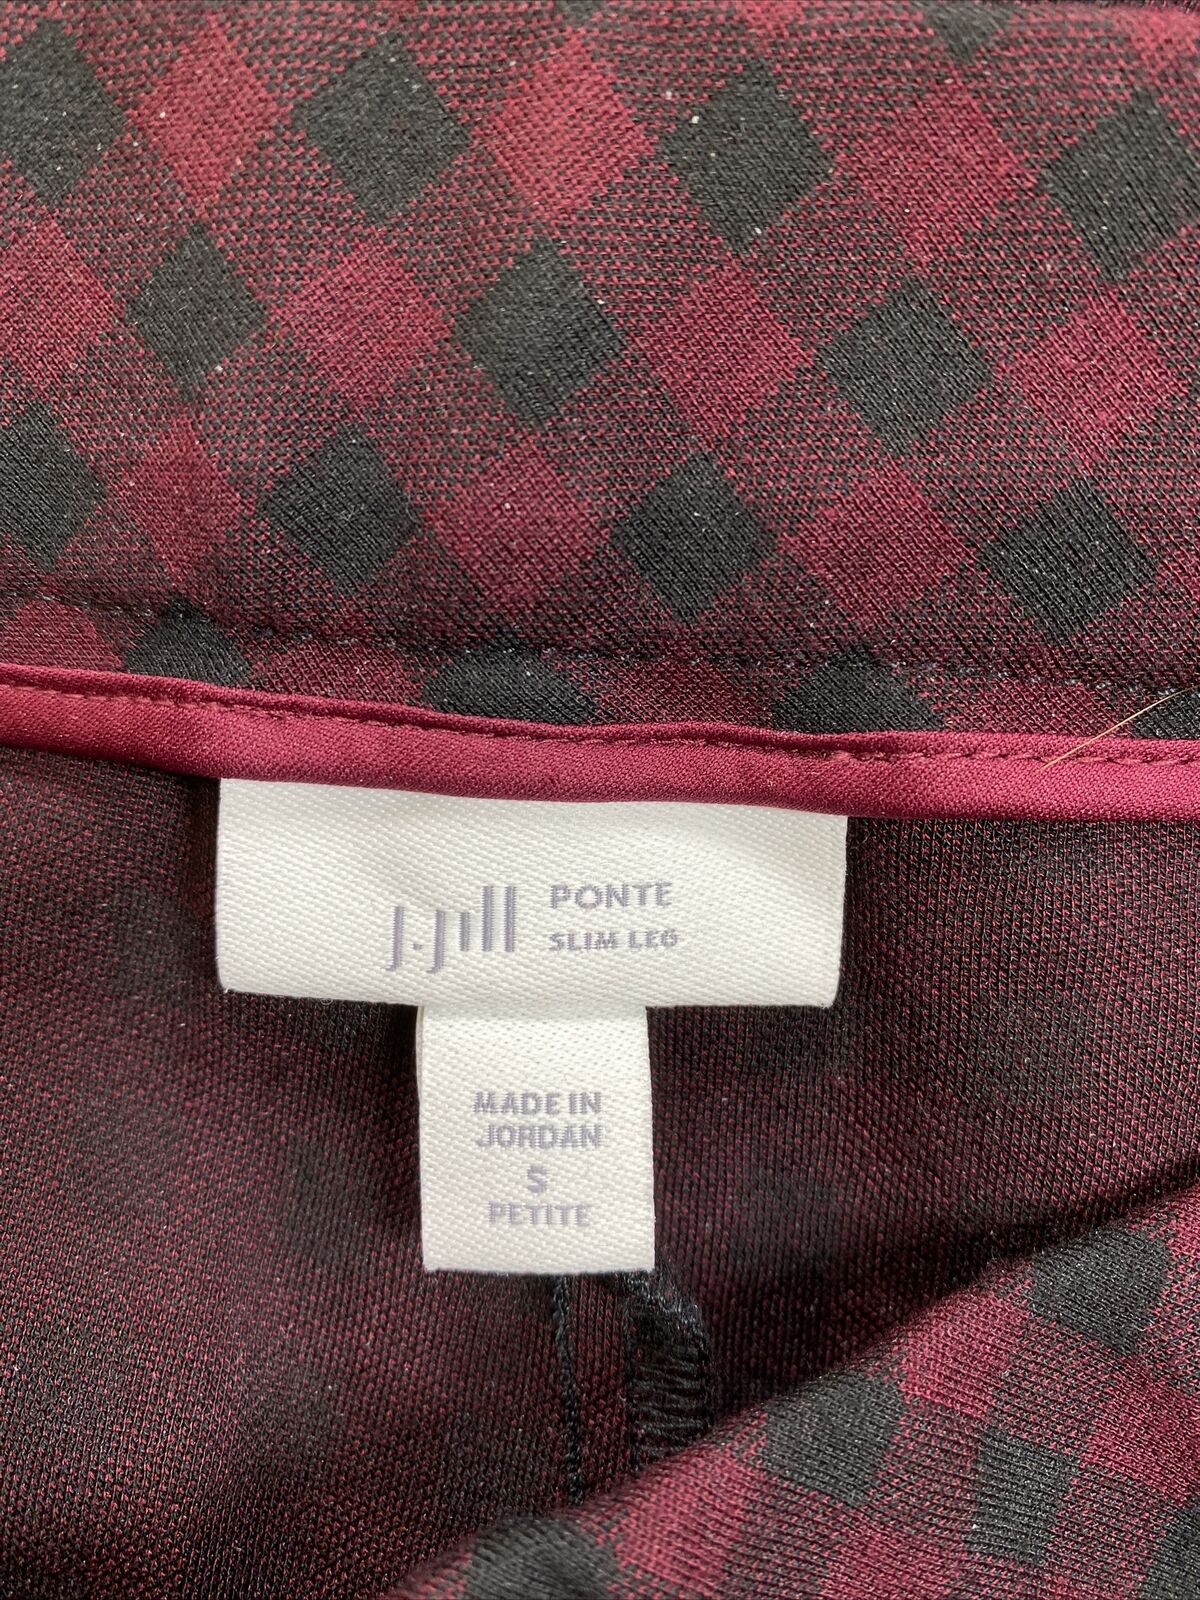 J.Jill PONTE
SLIM LEG
MADE IN
JORDAN
S
PETITE